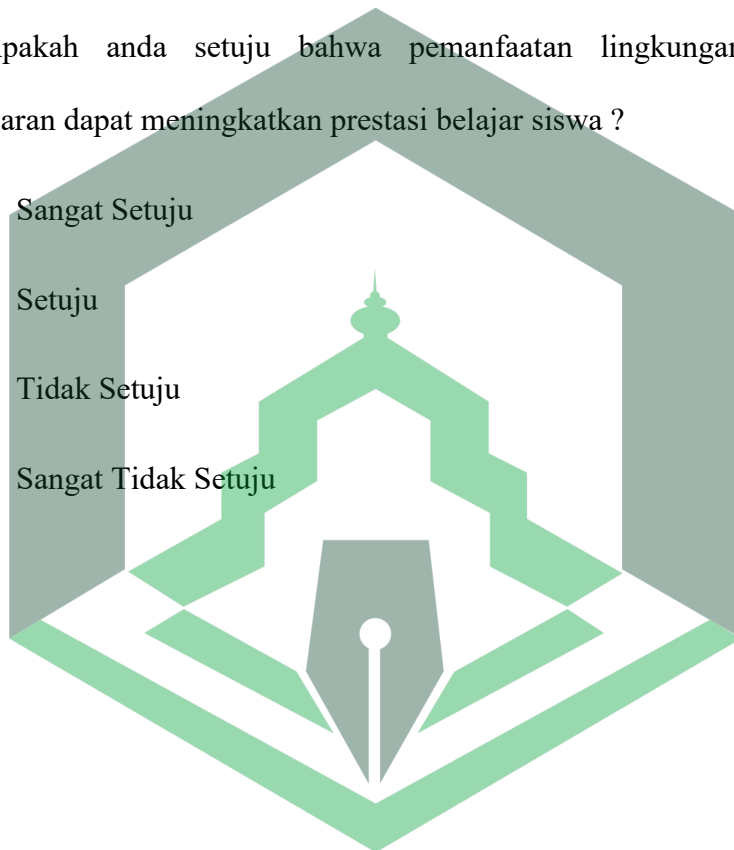 pakah anda setuju bahwa pemanfaatan lingkungan
aran dapat meningkatkan prestasi belajar siswa ?
Sangat Setuju
Setuju
Tidak Setuju
Sangat Tidak Setuju